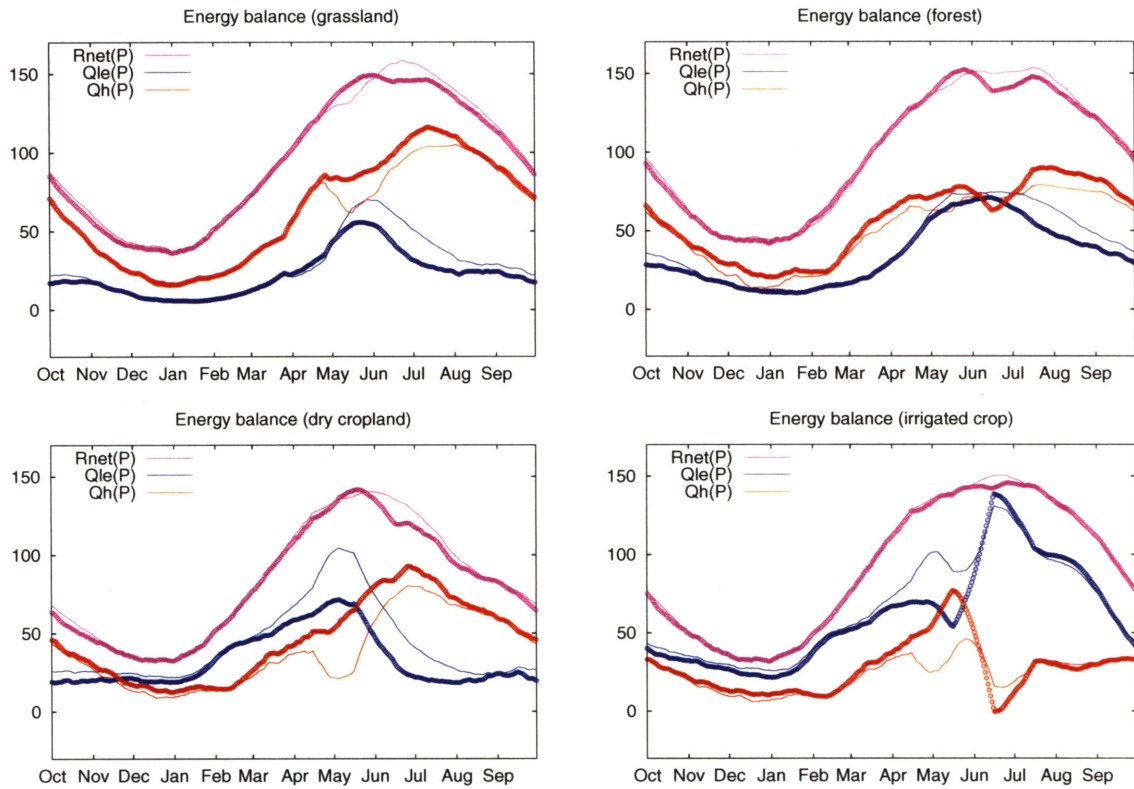 Energy balance (grassland)
Rnet(P)
Qle(P)
Qh(P)
150
100
50
0
Oct Nov Dec Jan Feb Mar Apr May Jun Jul Aug Sep
Energy balance (forest)
Rnet(P)
Qle(P)
Qh(P)
150
100
50
0
Oct Nov Dec Jan Feb Mar Apr May Jun Jul Aug Sep
Energy balance (dry cropland)
Rnet(P)
Qle(P)
Qh(P)
150
100
50
0
Oct Nov Dec Jan Feb Mar Apr May Jun Jul Aug Sep
Energy balance (irrigated crop)
Rnet(P)
Qle(P)
Qh(P)
150
100
50
0
Oct Nov Dec Jan Feb Mar Apr May Jun Jul Aug Sep